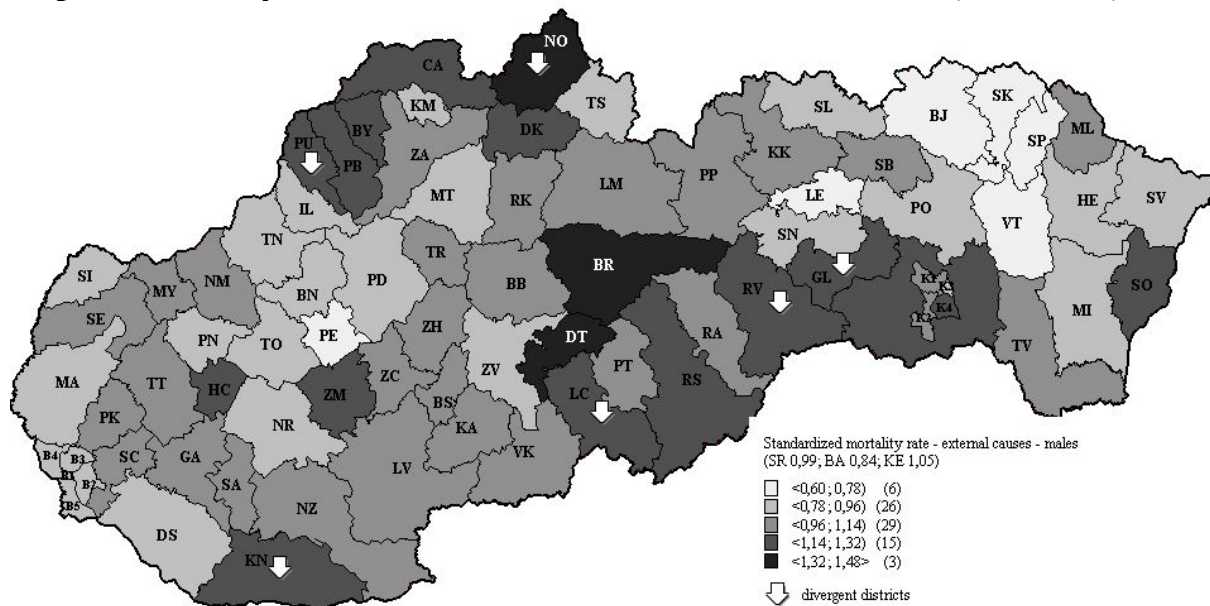 NO
CA
TS
KM
SL
SK
BJ
BY
DK
SP
ML
PU
ZA
KK
PB
SB
PP
LM
LE
HE
SV
MT
RK
PO
IL
VT
TN
SN
TR
BR
SI
PD
BB
GL
NM
RV
MY
BN
K1
K3
SO
SE
K4
PE
ZH
DT
RA
K2
MI
PN
TO
TV
MA
ZV
PT
TT
HC
ZM
ZC
LC
RS
BS
PK
NR
KA
VK
B4
B3
SC
GA
LV
B1
B2
SA
B5
NZ
DS
KN
Standardized mortality rate - external causes - males
(SR 0,99; BA 0,84; KE 1,05)
<0,60 ; 0,78) (6)
<0,78 ; 0,96) (26)
<0,96 ; 1,14) (29)
<1,14 ; 1,32) (15)
<1,32 ; 1,48> (3)
divergent districts